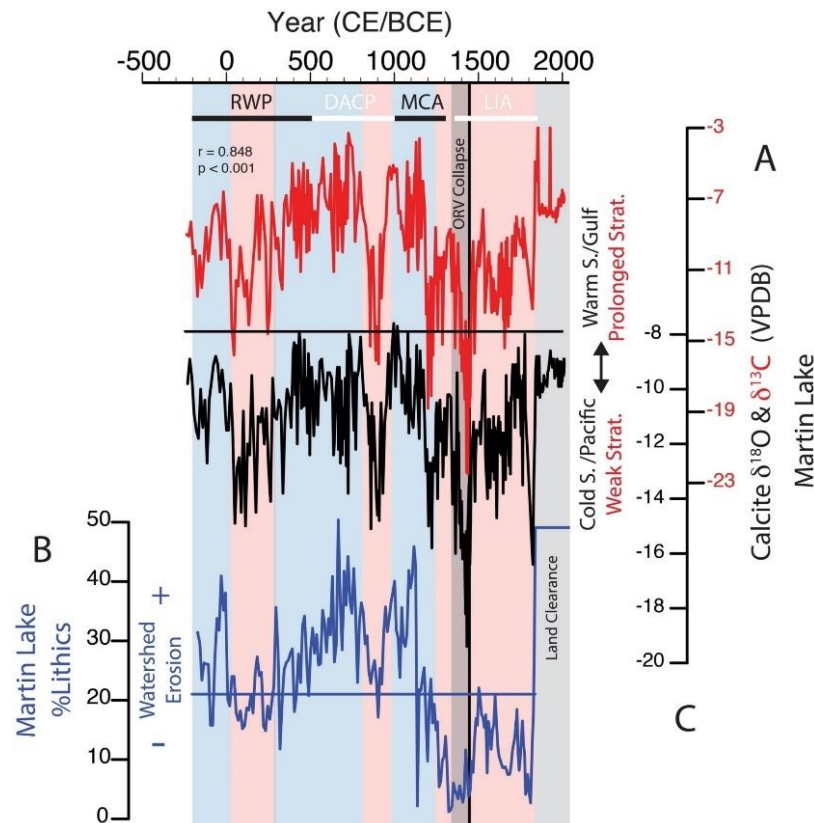 Year (CE/BCE)
-500 0 500 1000 1500 2000
RWP DACP MCA LIA
r = 0.848
p < 0.001
ORV Collapse
Warm S./Gulf
Prolonged Strat.
Cold S./Pacific
Weak Strat.
-3
-7
-11
-15
-19
-23
A
-8
-10
-12
-14
-16
-18
-20
Calcite δ18O & δ13C (VPDB)
Martin Lake
B
50
40
30
20
10
0
Martin Lake
%Lithics
Watershed
Erosion
+
-
Land Clearance
C